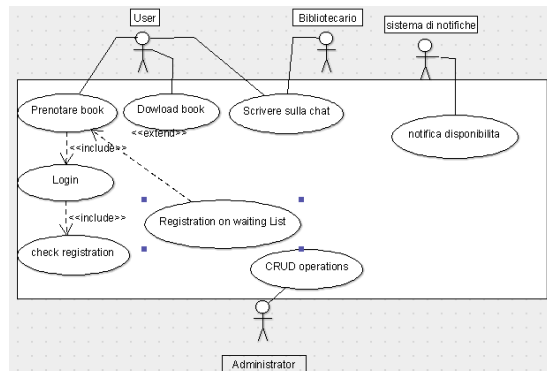 User
Bibliotecario
sistema di notifiche
Prenotare book
Dowload book
Scrivere sulla chat
notifica disponibilita
<<extend>>
<<include>>
Login
<<include>>
Registration on waiting List
check registration
CRUD operations
Administrator